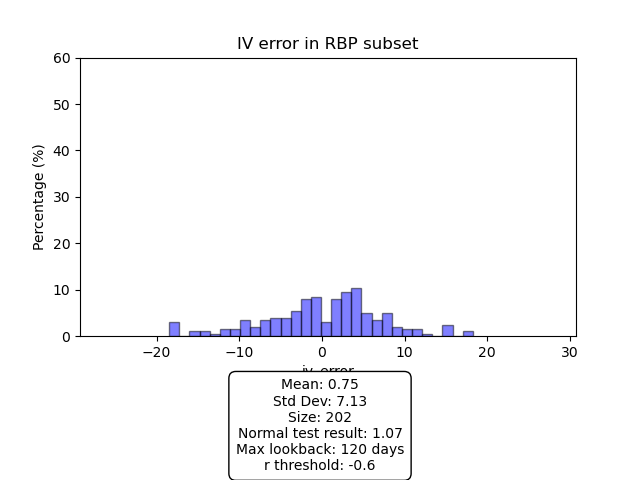 IV error in RBP subset
60
50
40
30
20
10
0
Percentage (%)
−20
−10
0
10
20
30
iv_error
Mean: 0.75
Std Dev: 7.13
Size: 202
Normal test result: 1.07
Max lookback: 120 days
r threshold: -0.6